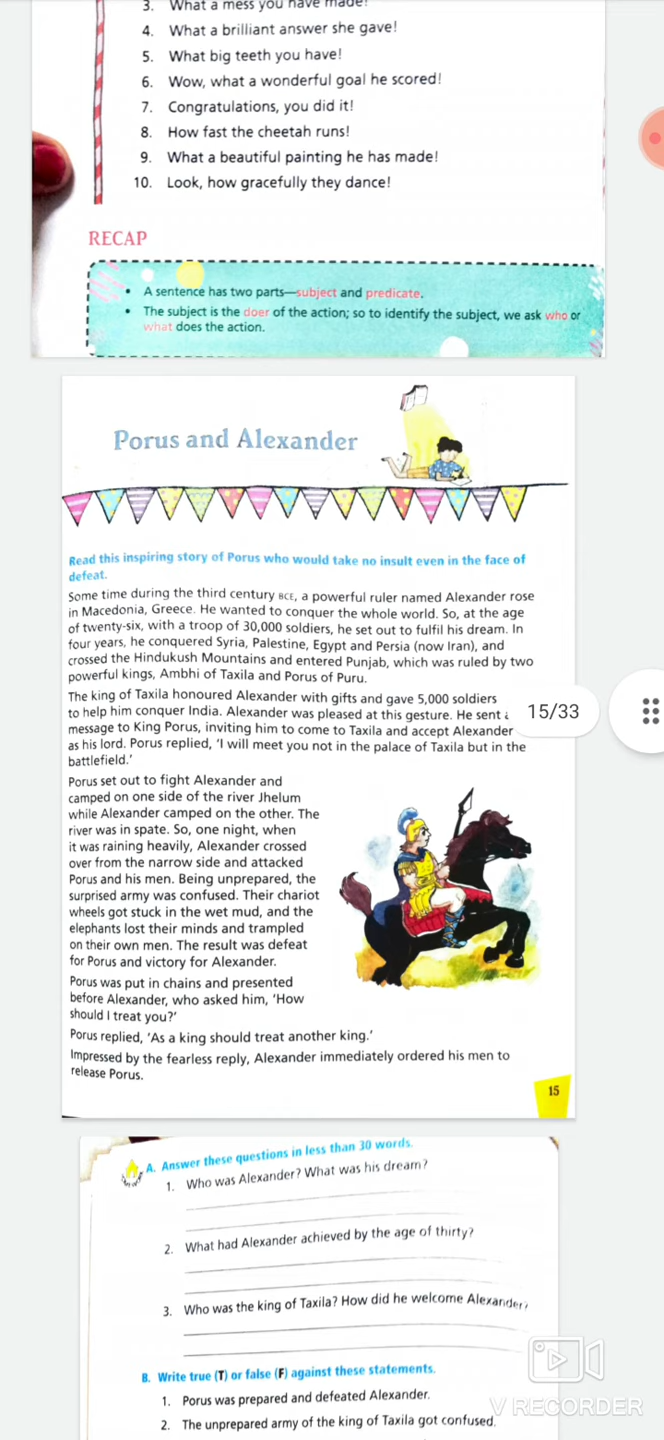 3. What a mess you have made!
4. What a brilliant answer she gave!
5. What big teeth you have!
6. Wow, what a wonderful goal he scored!
7. Congratulations, you did it!
8. How fast the cheetah runs!
9. What a beautiful painting he has made!
10. Look, how gracefully they dance!
RECAP
• A sentence has two parts—subject and predicate.
• The subject is the doer of the action; so to identify the subject, we ask who or
what does the action.
Porus and Alexander
Read this inspiring story of Porus who would take no insult even in the face of
defeat.
Some time during the third century BCE, a powerful ruler named Alexander rose
in Macedonia, Greece. He wanted to conquer the whole world. So, at the age
of twenty-six, with a troop of 30,000 soldiers, he set out to fulfil his dream. In
four years, he conquered Syria, Palestine, Egypt and Persia (now Iran), and
crossed the Hindukush Mountains and entered Punjab, which was ruled by two
powerful kings, Ambhi of Taxila and Porus of Puru.
The king of Taxila honoured Alexander with gifts and gave 5,000 soldiers
to help him conquer India. Alexander was pleased at this gesture. He sent
message to King Porus, inviting him to come to Taxila and accept Alexander
as his lord. Porus replied, ‘I will meet you not in the palace of Taxila but in the
battlefield.’
15/33
Porus set out to fight Alexander and
camped on one side of the river Jhelum
while Alexander camped on the other. The
river was in spate. So, one night, when
it was raining heavily, Alexander crossed
over from the narrow side and attacked
Porus and his men. Being unprepared, the
surprised army was confused. Their chariot
wheels got stuck in the wet mud, and the
elephants lost their minds and trampled
on their own men. The result was defeat
for Porus and victory for Alexander.
Porus was put in chains and presented
before Alexander, who asked him, ‘How
should I treat you?’
Porus replied, ‘As a king should treat another king.’
Impressed by the fearless reply, Alexander immediately ordered his men to
release Porus.
15
A. Answer these questions in less than 30 words.
1. Who was Alexander? What was his dream?
2. What had Alexander achieved by the age of thirty?
3. Who was the king of Taxila? How did he welcome Alexander?
B. Write true (T) or false (F) against these statements.
1. Porus was prepared and defeated Alexander.
2. The unprepared army of the king of Taxila got confused.
V RECORDER